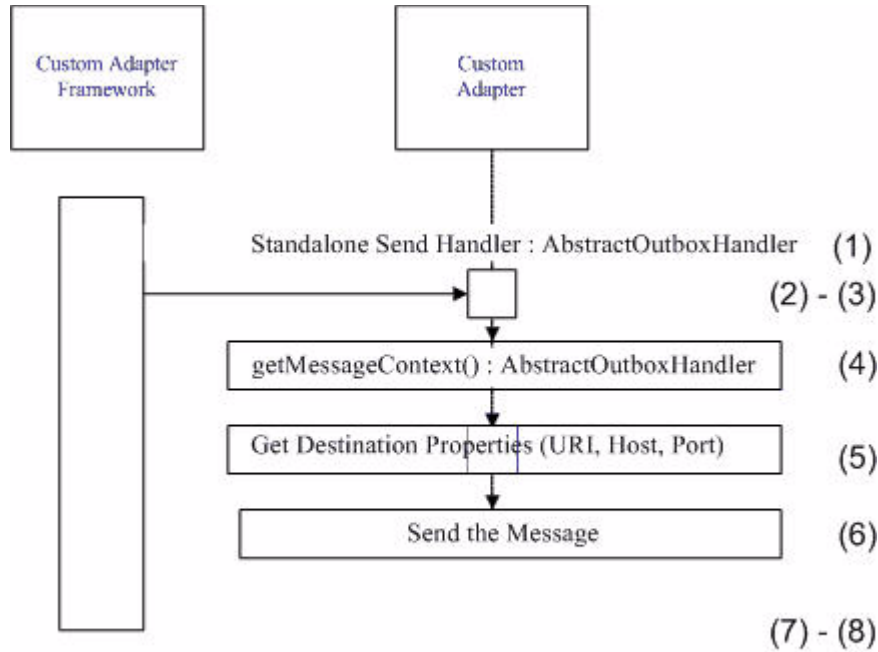 Custom Adapter
Framework
Custom
Adapter
Standalone Send Handler : AbstractOutboxHandler (1)
(2) - (3)
getMessageContext() : AbstractOutboxHandler (4)
Get Destination Properties (URI, Host, Port) (5)
Send the Message (6)
(7) - (8)